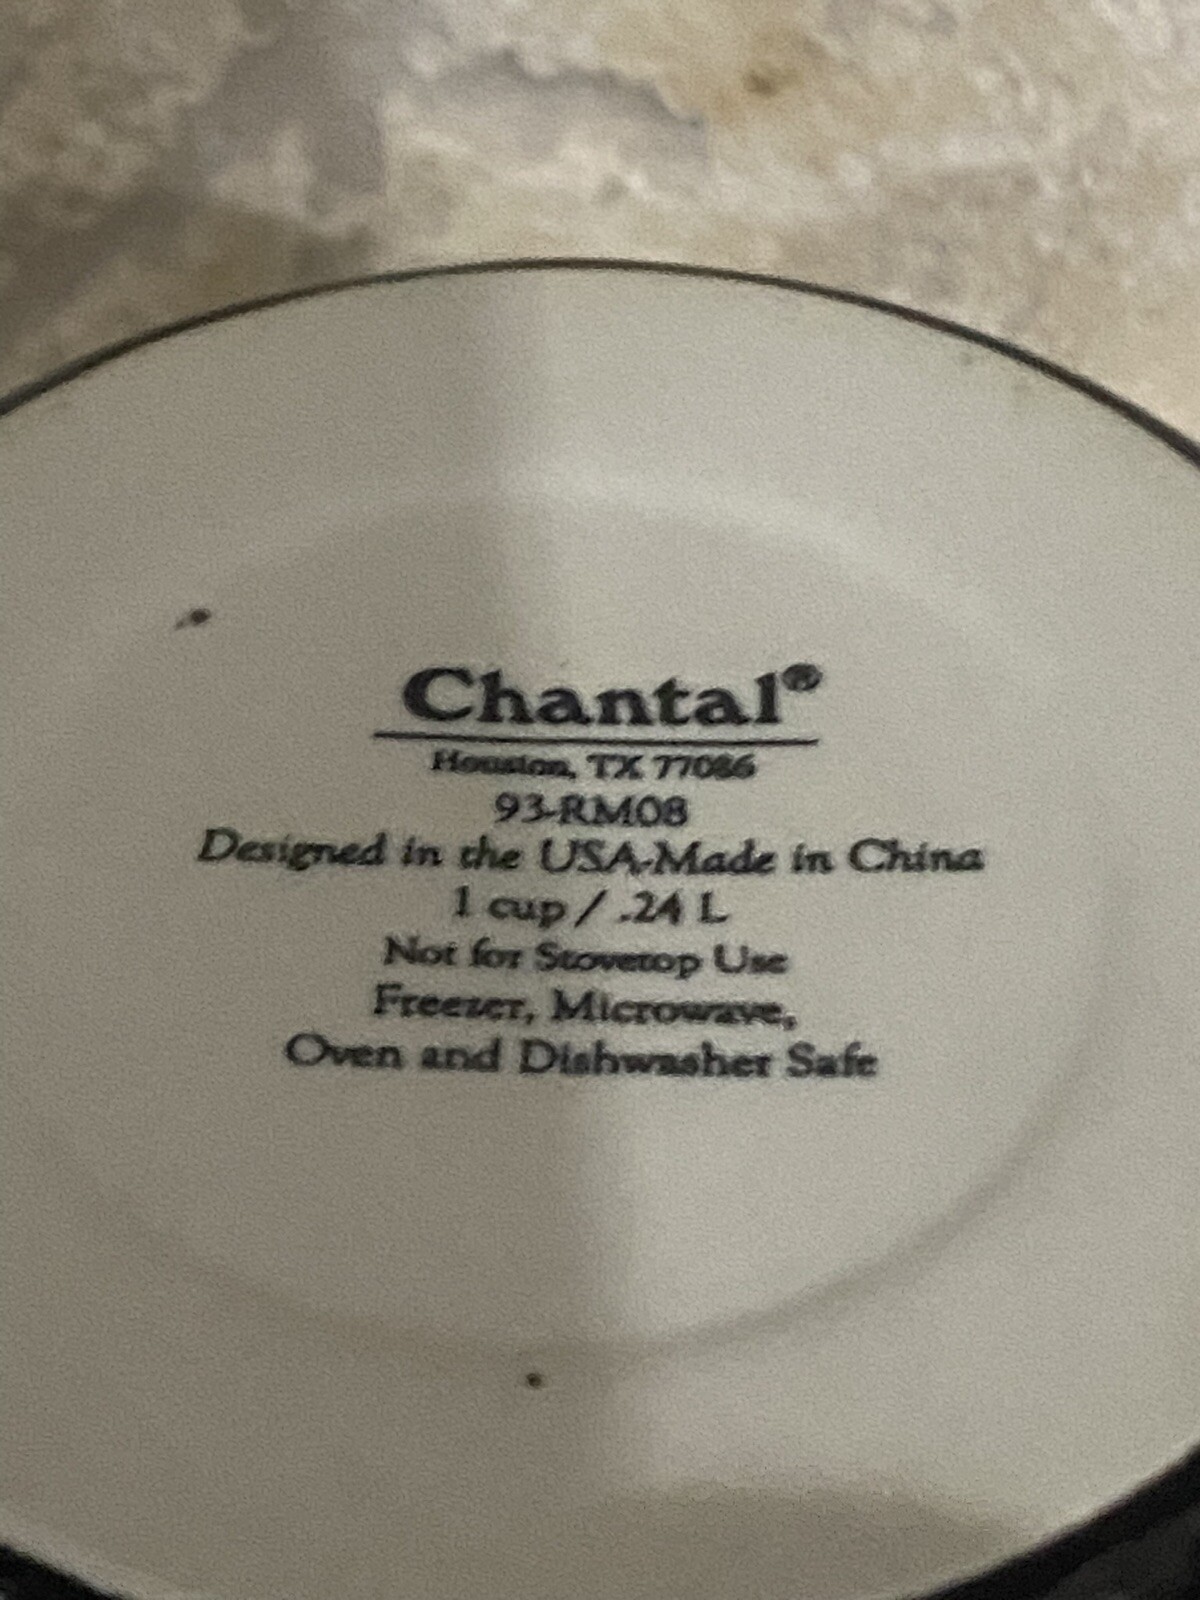 Chantal®
Houston, TX 77086
93-RM08
Designed in the USA-Made in China
1 cup / .24 L
Not for Stovetop Use
Freezer, Microwave,
Oven and Dishwasher Safe